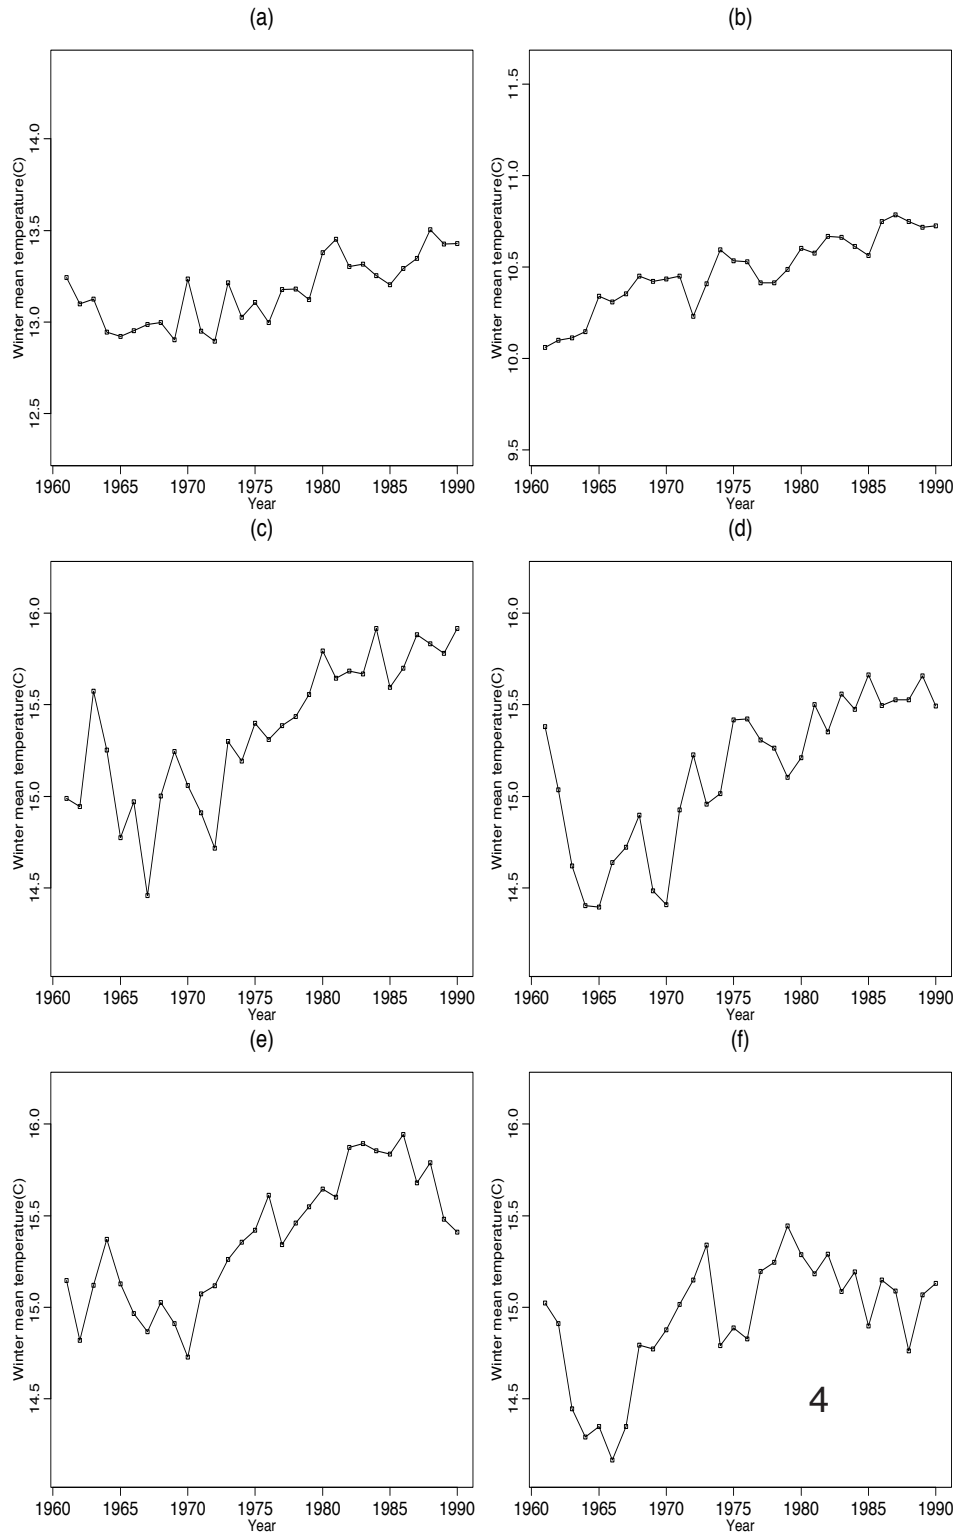 (a)
Winter mean temperature(C)
14.0
13.5
13.0
12.5
1960 1965 1970 1975 1980 1985 1990
Year
(b)
Winter mean temperature(C)
11.5
11.0
10.5
10.0
9.5
1960 1965 1970 1975 1980 1985 1990
Year
(c)
Winter mean temperature(C)
16.0
15.5
15.0
14.5
1960 1965 1970 1975 1980 1985 1990
Year
(d)
Winter mean temperature(C)
16.0
15.5
15.0
14.5
1960 1965 1970 1975 1980 1985 1990
Year
(e)
Winter mean temperature(C)
16.0
15.5
15.0
14.5
1960 1965 1970 1975 1980 1985 1990
Year
(f)
Winter mean temperature(C)
16.0
15.5
15.0
14.5
4
1960 1965 1970 1975 1980 1985 1990
Year